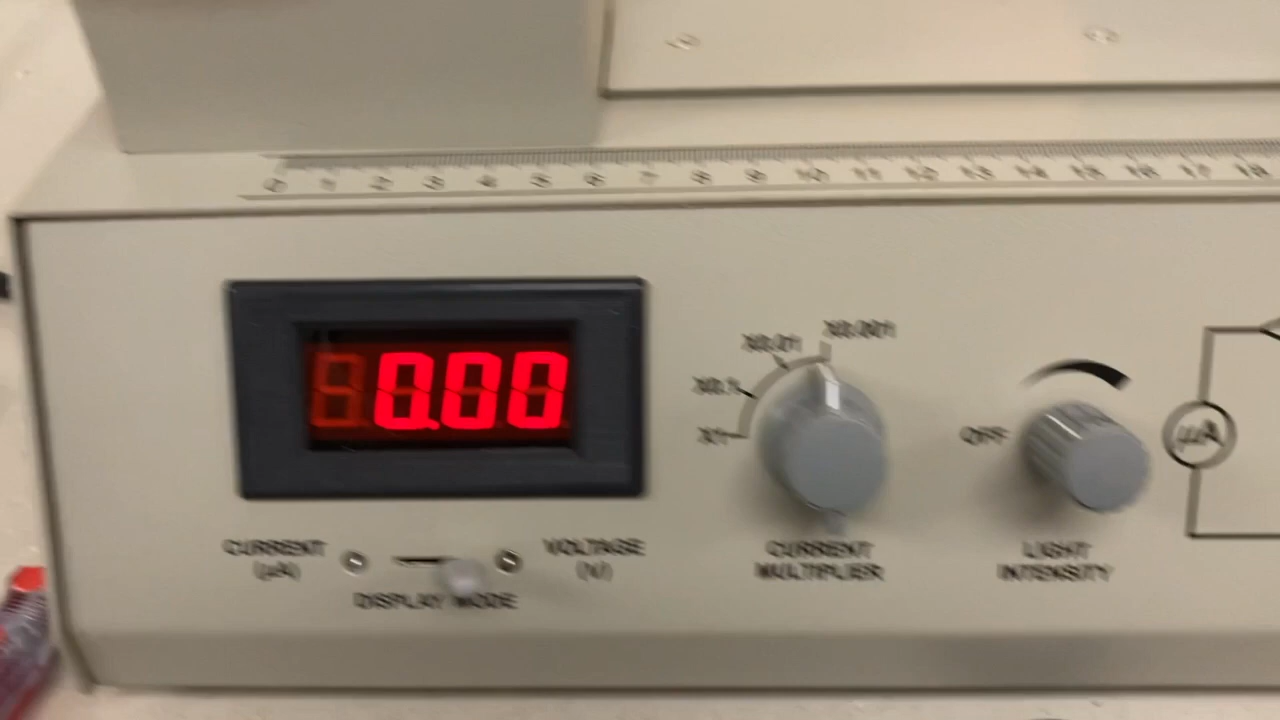 0 1 2 3 4 5 6 7 8 9 10 11 12 13 14 15 16 17 18
0.00
X0.001
X0.01
X0.1
X1
OFF
µA
CURRENT
(µA)
VOLTAGE
(V)
DISPLAY MODE
CURRENT
MULTIPLIER
LIGHT
INTENSITY